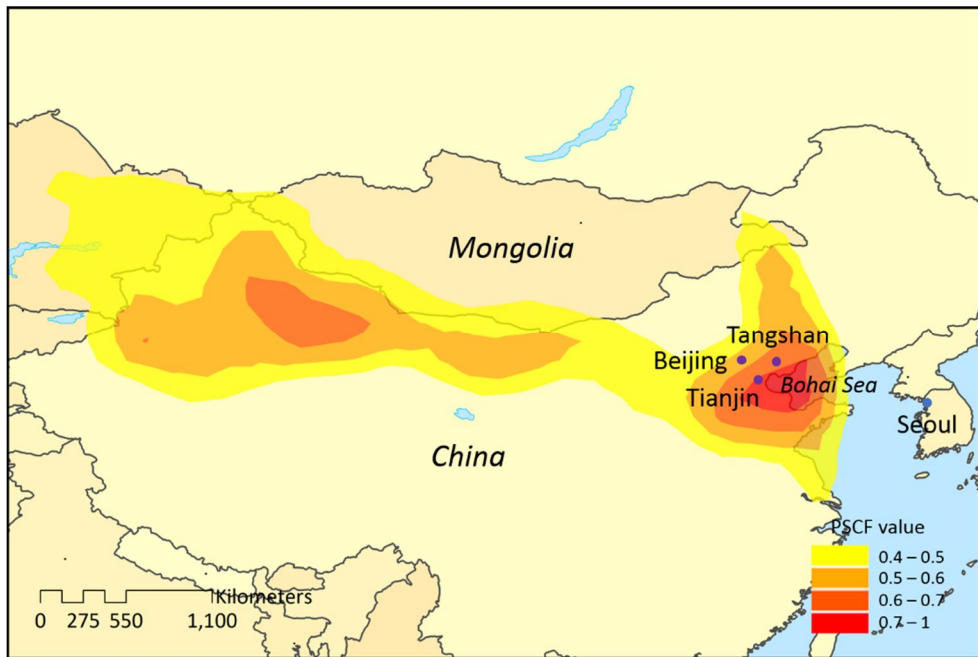 Mongolia
Tangshan
Beijing
Bohai Sea
Tianjin
Seoul
China
PSCF value
0.4 – 0.5
0.5 – 0.6
0.6 – 0.7
0.7 – 1
Kilometers
0 275 550 1,100